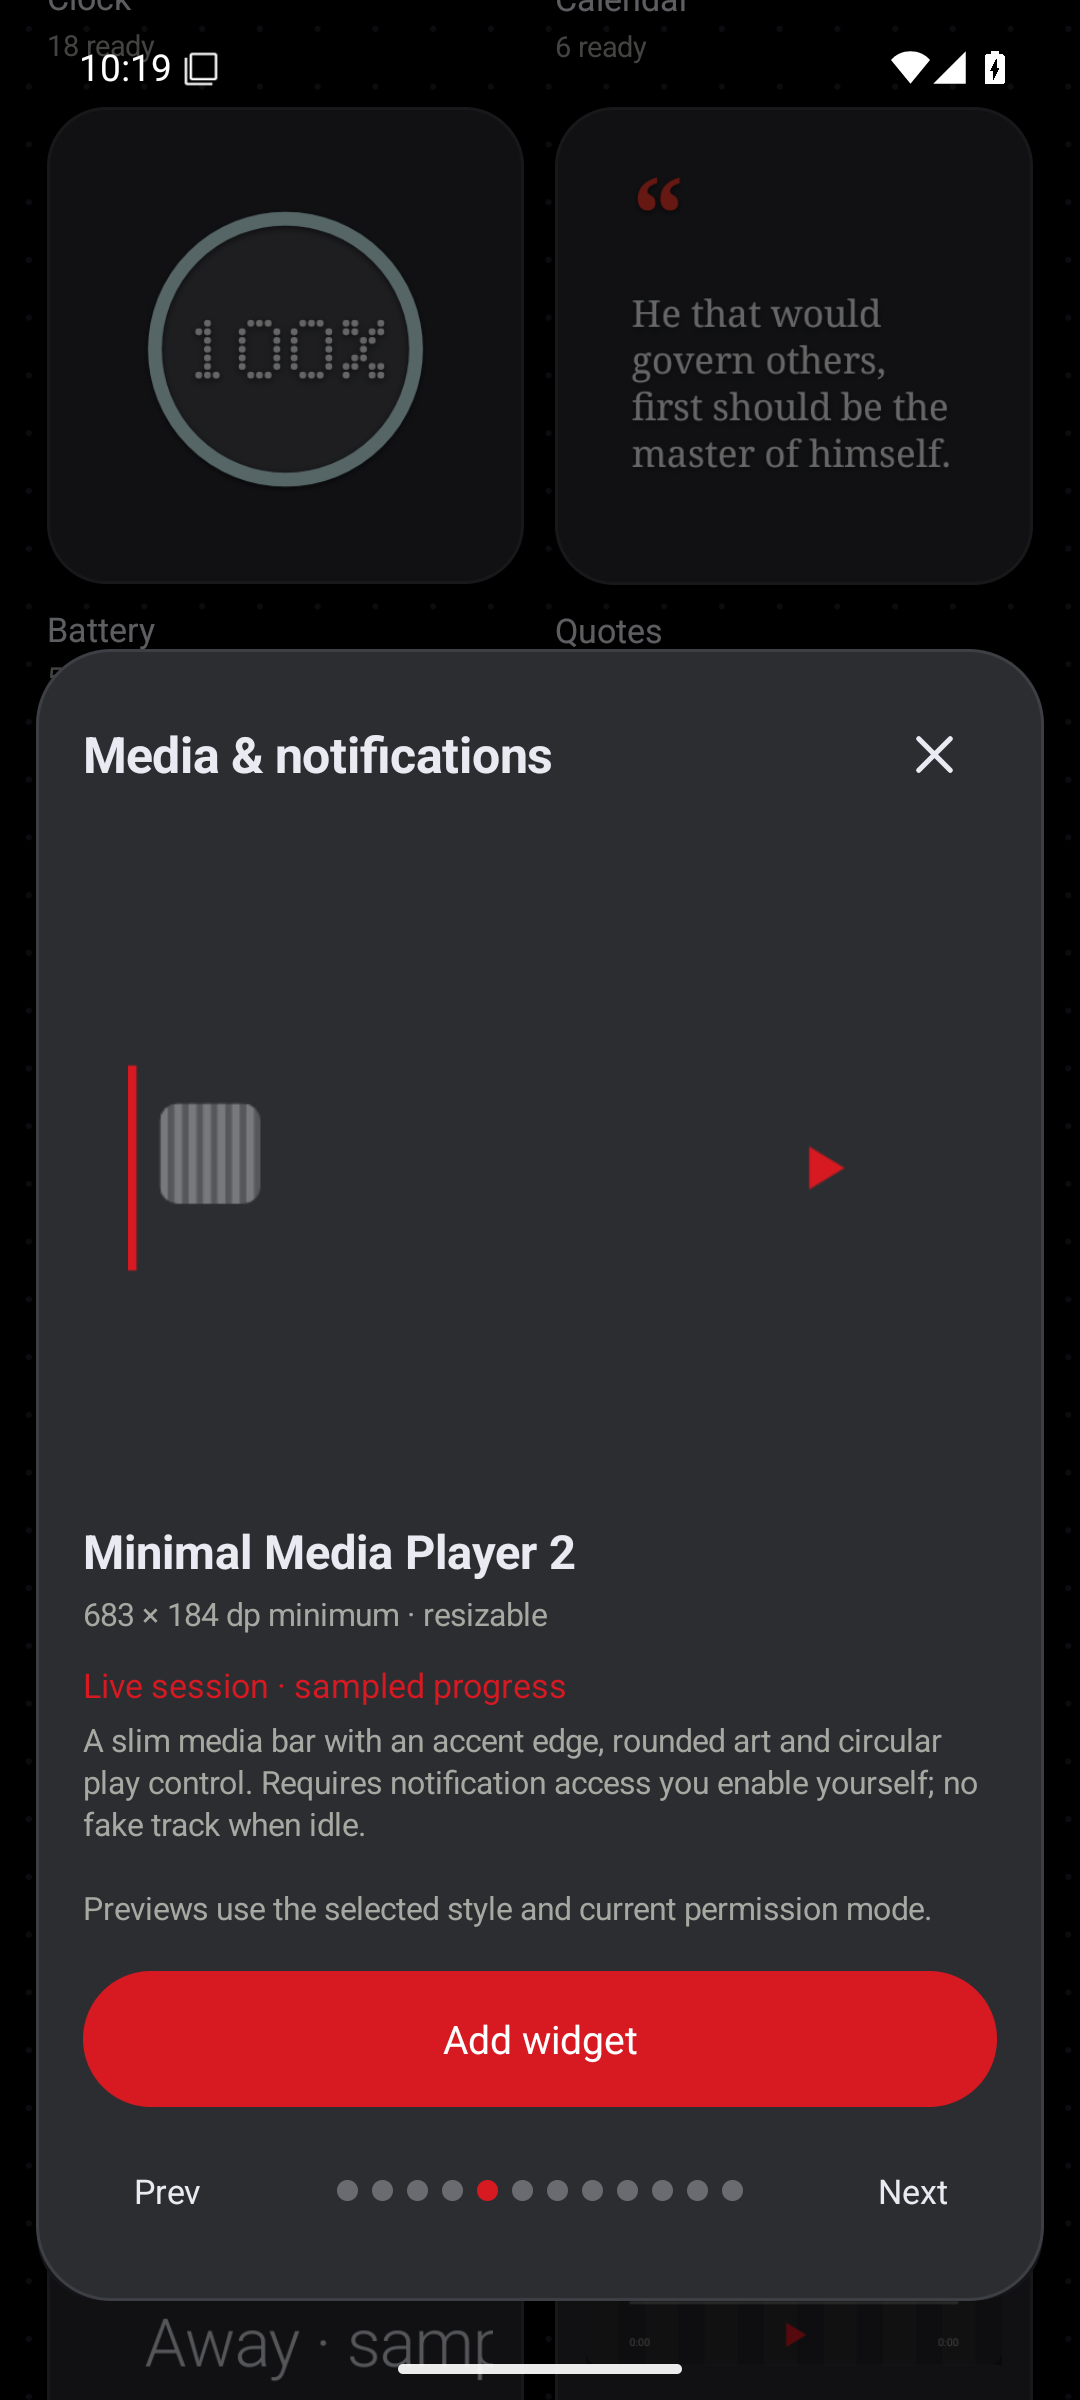 Clock
Calendar
18 ready
6 ready
10:19
100%
“
He that would
govern others,
first should be the
master of himself.
Battery
Quotes
Media & notifications
Minimal Media Player 2
683 × 184 dp minimum · resizable
Live session · sampled progress
A slim media bar with an accent edge, rounded art and circular
play control. Requires notification access you enable yourself; no
fake track when idle.
Previews use the selected style and current permission mode.
Add widget
Prev
Next
Away · samp
0:00
0:00